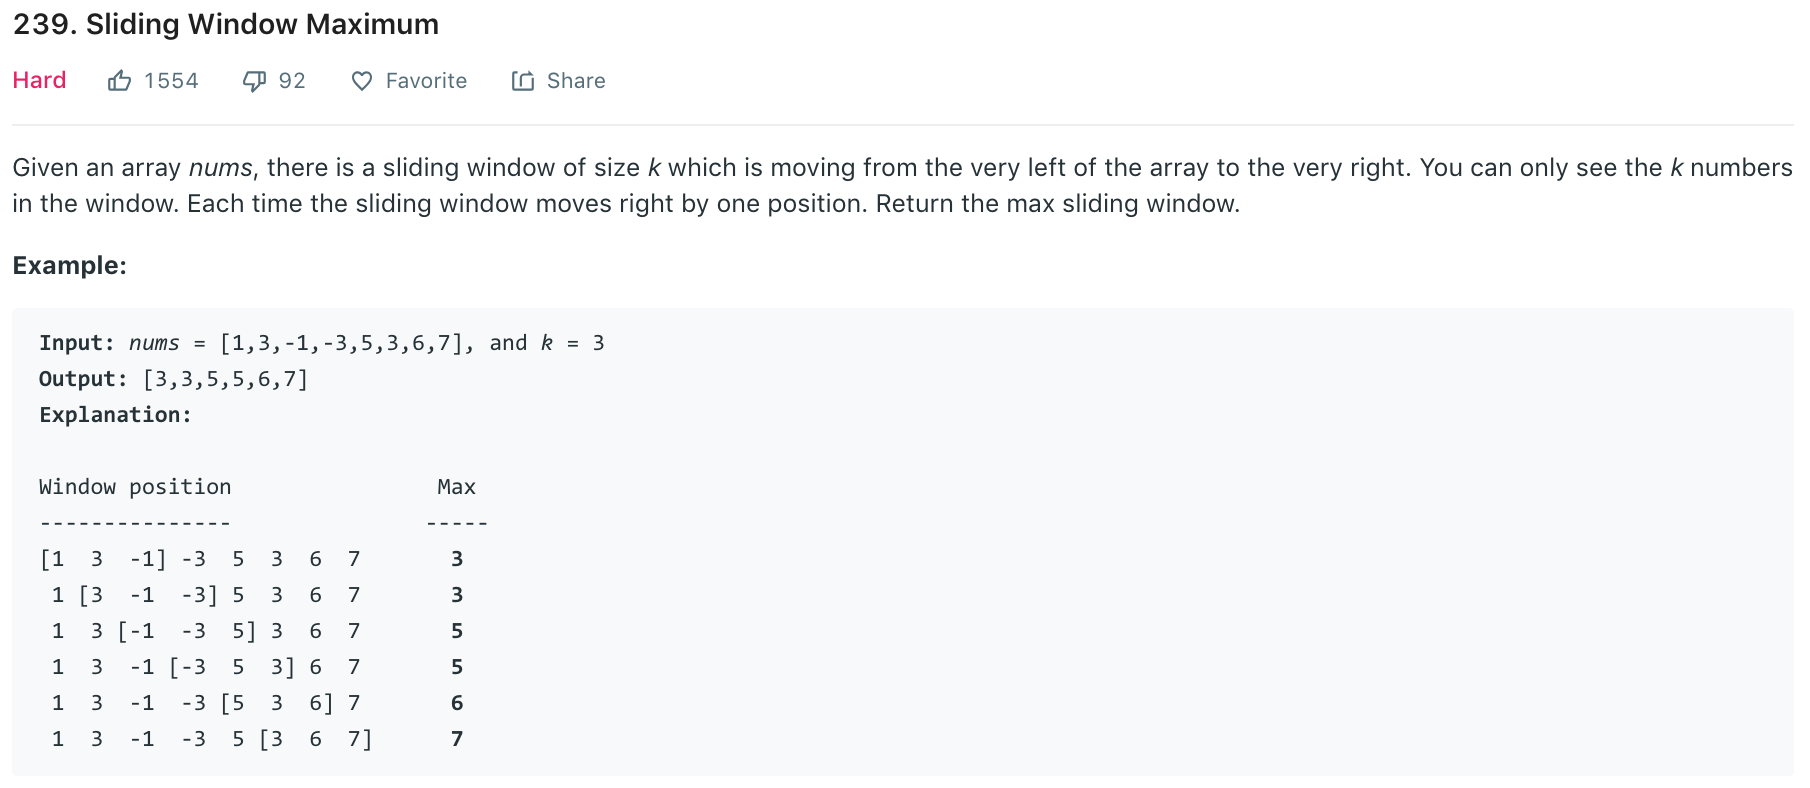 239. Sliding Window Maximum
Hard 1554 92 Favorite Share
Given an array nums, there is a sliding window of size k which is moving from the very left of the array to the very right. You can only see the k numbers
in the window. Each time the sliding window moves right by one position. Return the max sliding window.
Example:
Input: nums = [1,3,-1,-3,5,3,6,7], and k = 3
Output: [3,3,5,5,6,7]
Explanation:
Window position                Max
---------------               -----
[1  3  -1] -3  5  3  6  7       3
 1 [3  -1  -3] 5  3  6  7       3
 1  3 [-1  -3  5] 3  6  7       5
 1  3  -1 [-3  5  3] 6  7       5
 1  3  -1  -3 [5  3  6] 7       6
 1  3  -1  -3  5 [3  6  7]      7